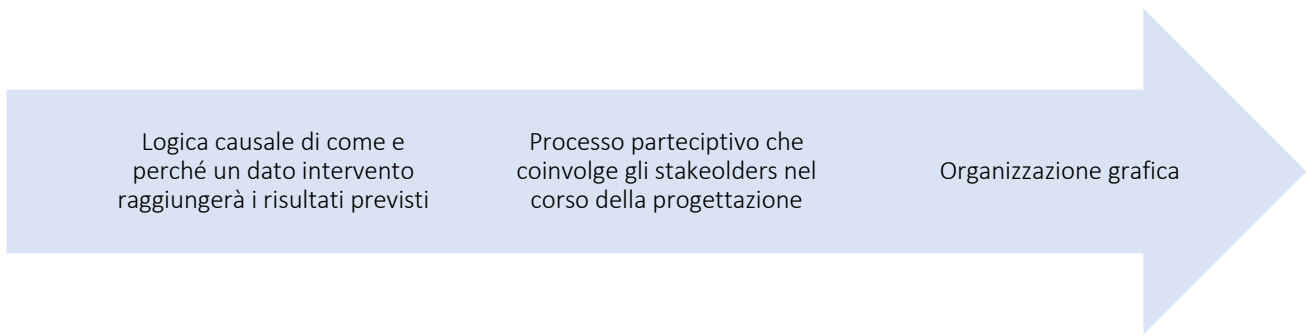 Logica causale di come e
perché un dato intervento
raggiungerà i risultati previsti
Processo parteciptivo che
coinvolge gli stakeolders nel
corso della progettazione
Organizzazione grafica